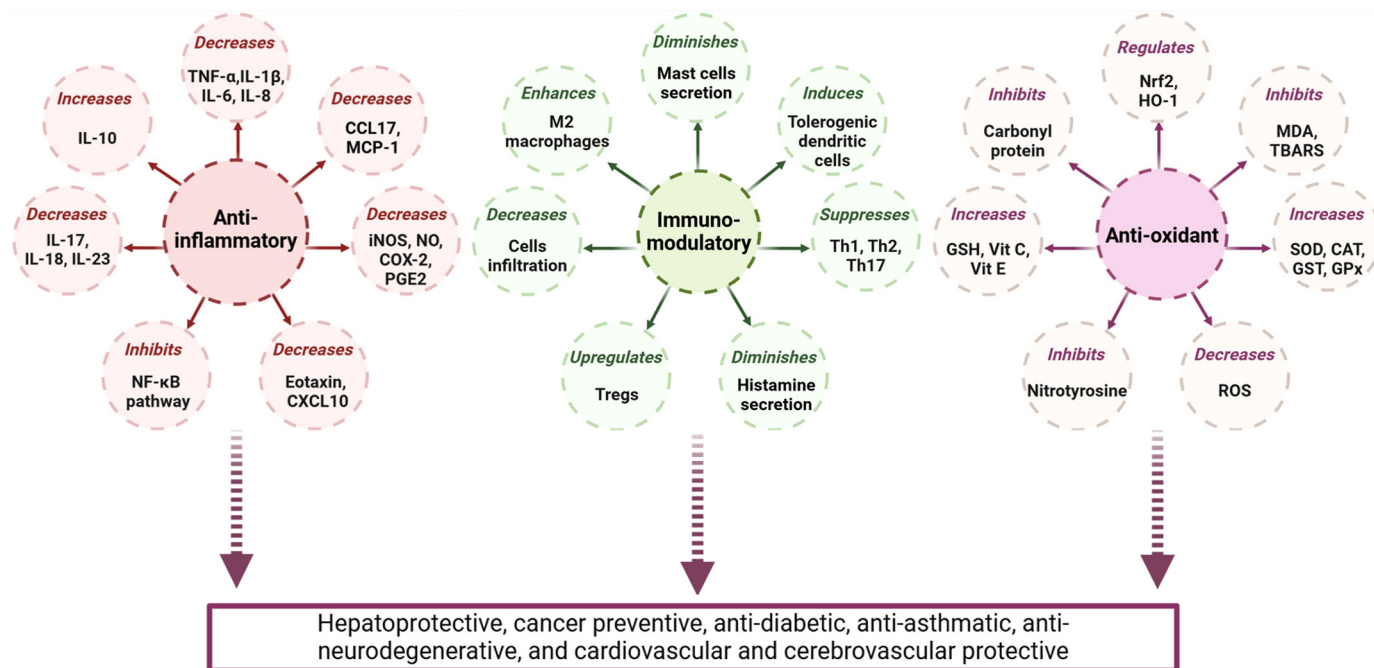 Decreases
TNF-α,IL-1β,
IL-6, IL-8
Increases
IL-10
Decreases
CCL17,
MCP-1
Decreases
IL-17,
IL-18, IL-23
Anti-
inflammatory
Decreases
iNOS, NO,
COX-2,
PGE2
Inhibits
NF-κB
pathway
Decreases
Eotaxin,
CXCL10
Diminishes
Mast cells
secretion
Enhances
M2
macrophages
Induces
Tolerogenic
dendritic
cells
Decreases
Cells
infiltration
Immuno-
modulatory
Suppresses
Th1, Th2,
Th17
Upregulates
Tregs
Diminishes
Histamine
secretion
Regulates
Nrf2,
HO-1
Inhibits
Carbonyl
protein
Inhibits
MDA,
TBARS
Increases
GSH, Vit C,
Vit E
Anti-oxidant
Increases
SOD, CAT,
GST, GPx
Inhibits
Nitrotyrosine
Decreases
ROS
Hepatoprotective, cancer preventive, anti-diabetic, anti-asthmatic, anti-
neurodegenerative, and cardiovascular and cerebrovascular protective